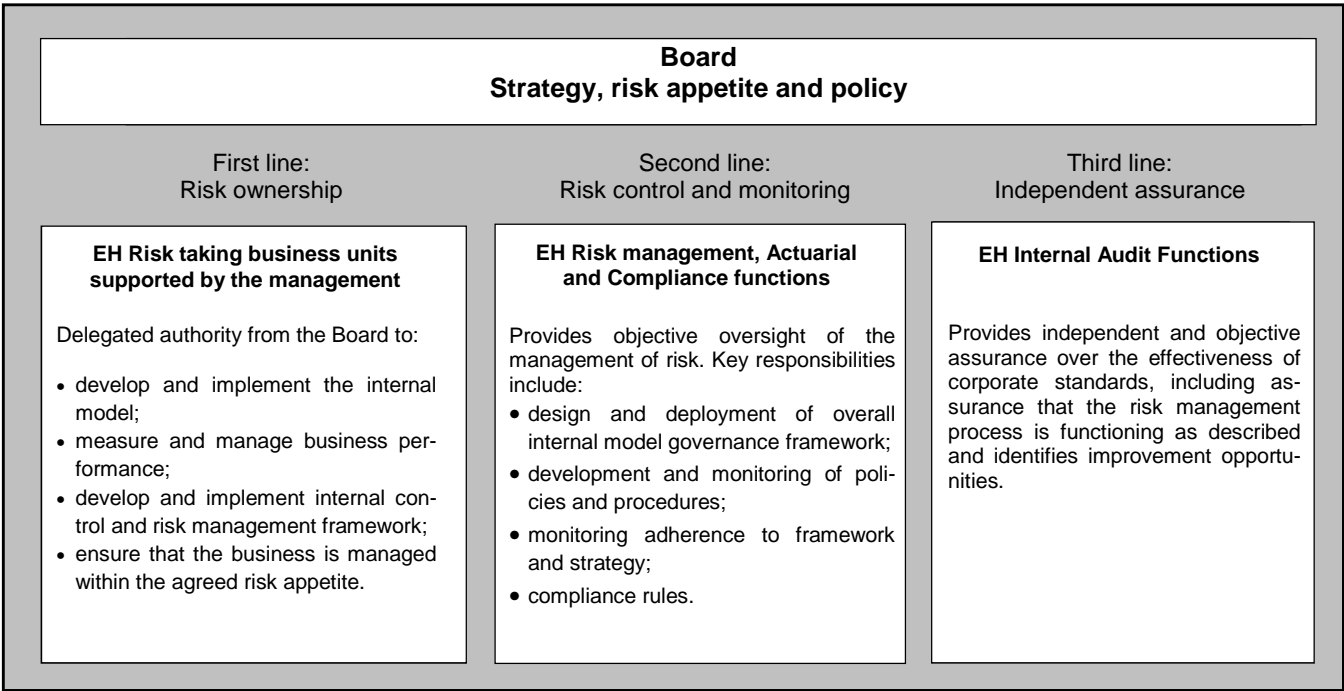 Board
Strategy, risk appetite and policy
First line:
Risk ownership
EH Risk taking business units
supported by the management
Delegated authority from the Board to:
• develop and implement the internal
model;
• measure and manage business per-
formance;
• develop and implement internal con-
trol and risk management framework;
• ensure that the business is managed
within the agreed risk appetite.
Second line:
Risk control and monitoring
EH Risk management, Actuarial
and Compliance functions
Provides objective oversight of the
management of risk. Key responsibilities
include:
• design and deployment of overall
internal model governance framework;
• development and monitoring of poli-
cies and procedures;
• monitoring adherence to framework
and strategy;
• compliance rules.
Third line:
Independent assurance
EH Internal Audit Functions
Provides independent and objective
assurance over the effectiveness of
corporate standards, including as-
surance that the risk management
process is functioning as described
and identifies improvement opportu-
nities.